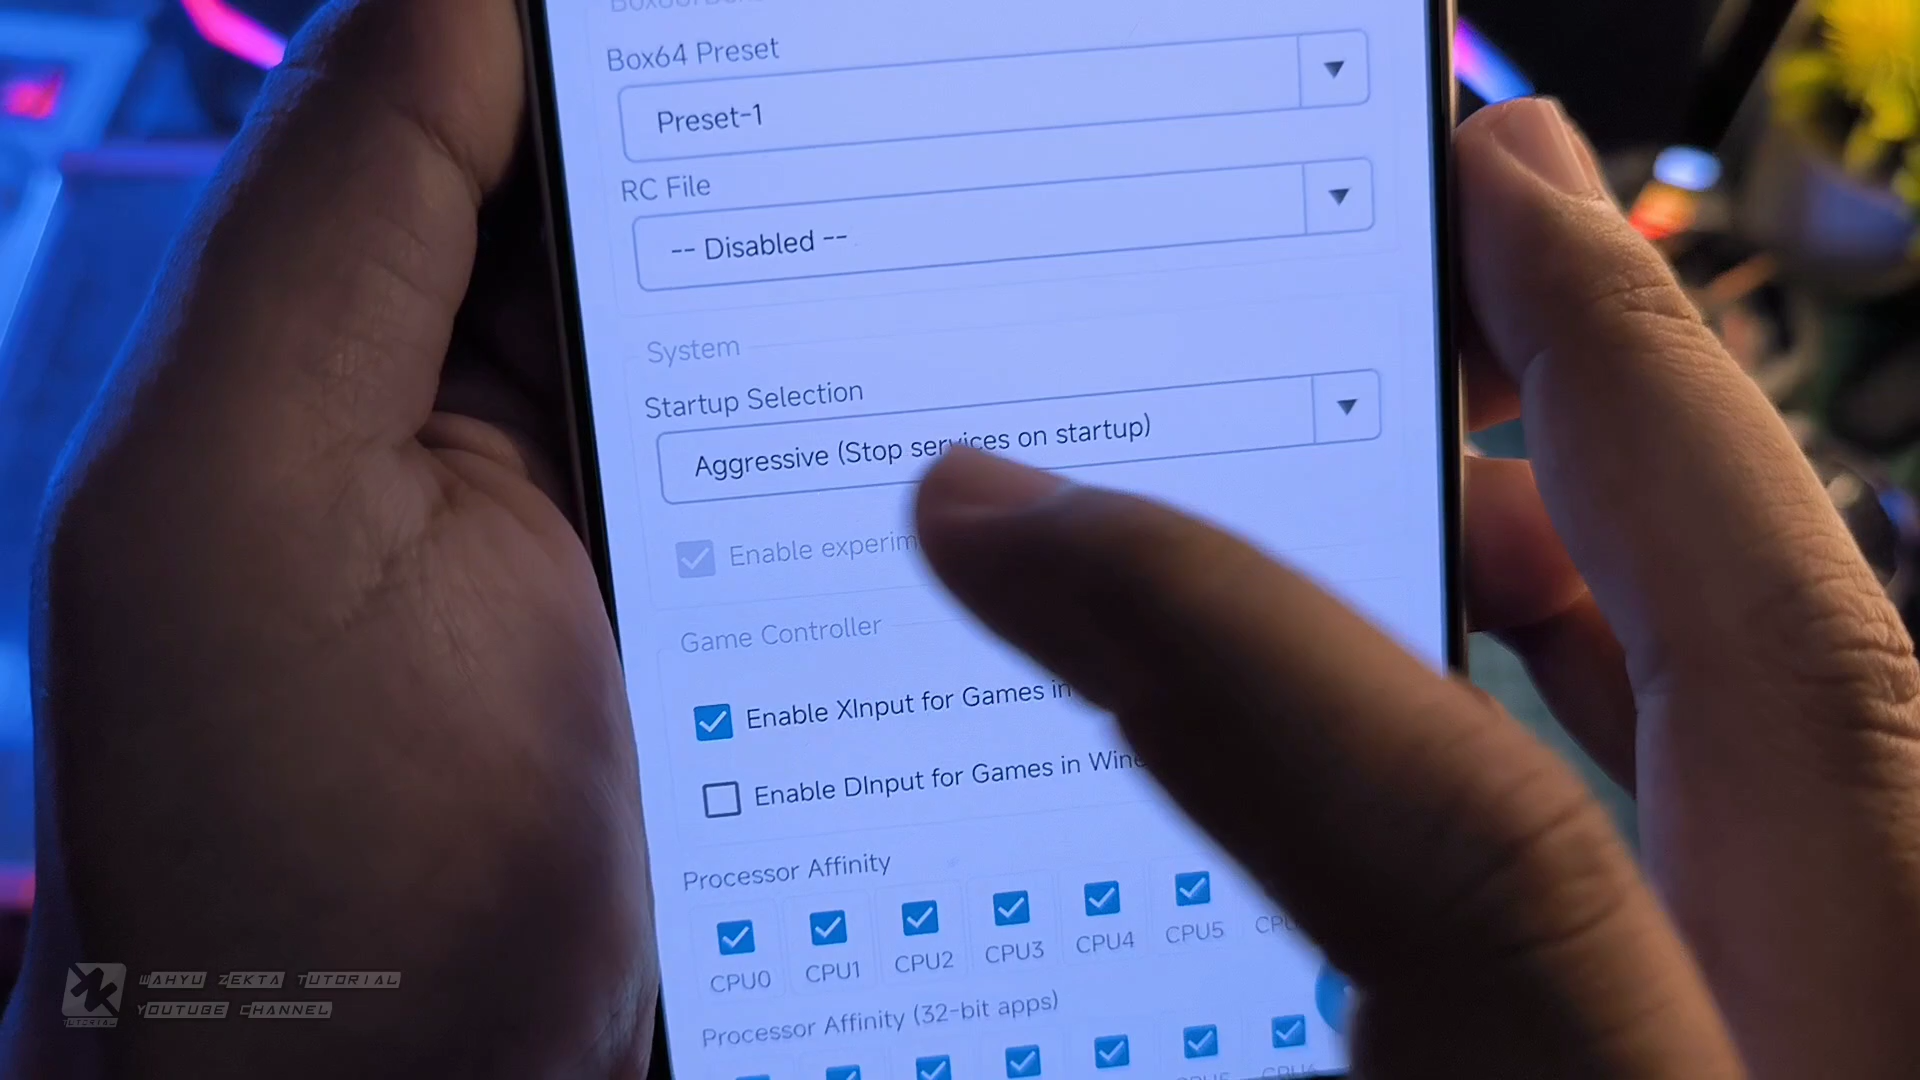 Box64 Preset
Preset-1
RC File
-- Disabled --
System
Startup Selection
Aggressive (Stop services on startup)
Enable experim
Game Controller
Enable XInput for Games in
Enable DInput for Games in Wine
Processor Affinity
CPU0 CPU1 CPU2 CPU3 CPU4 CPU5
Processor Affinity (32-bit apps)
WAHYU ZEKTA TUTORIAL
YOUTUBE CHANNEL
TUTORIAL